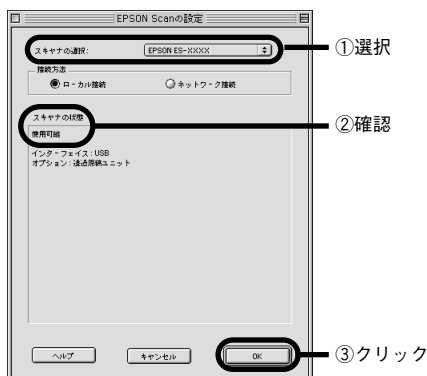 EPSON Scanの設定
スキャナの選択: EPSON ES-XXXX
①選択
接続方法
ローカル接続 ネットワーク接続
スキャナの状態
②確認
使用可能
インターフェイス:USB
オプション:透過原稿ユニット
ヘルプ キャンセル OK
③クリック